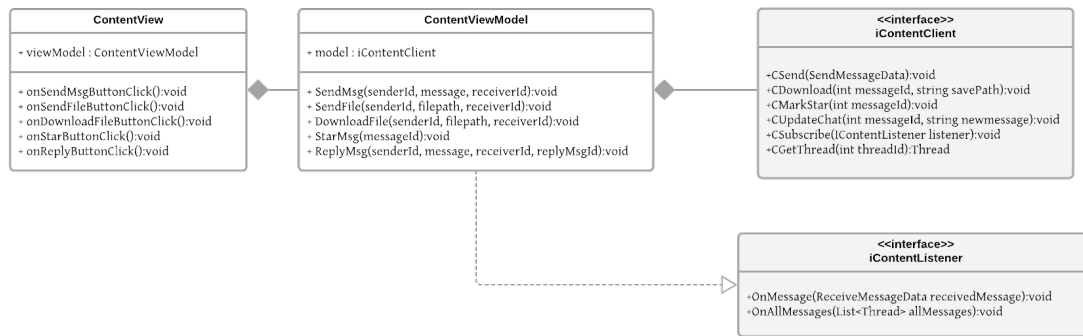 ContentView
+ viewModel : ContentViewModel
+ onSendMsgButtonClick():void
+ onSendFileButtonClick():void
+ onDownloadFileButtonClick():void
+ onStarButtonClick():void
+ onReplyButtonClick():void
ContentViewModel
+ model : iContentClient
+ SendMsg(senderId, message, receiverId):void
+ SendFile(senderId, filepath, receiverId):void
+ DownloadFile(senderId, filepath, receiverId):void
+ StarMsg(messageId):void
+ ReplyMsg(senderId, message, receiverId, replyMsgId):void
<<interface>>
iContentClient
+CSend(SendMessageData):void
+CDownload(int messageId, string savePath):void
+CMarkStar(int messageId):void
+CUpdateChat(int messageId, string newmessage):void
+CSubscribe(IContentListener listener):void
+CGetThread(int threadId):Thread
<<interface>>
iContentListener
+OnMessage(ReceiveMessageData receivedMessage):void
+OnAllMessages(List<Thread> allMessages):void